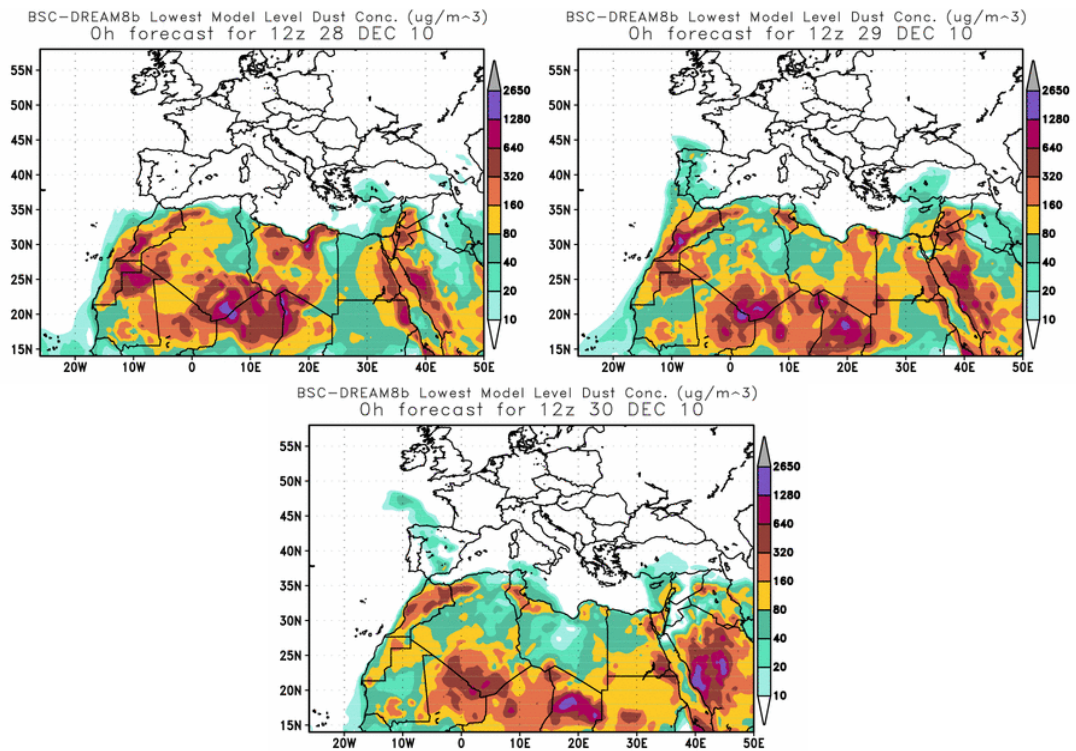 BSC-DREAM8b Lowest Model Level Dust Conc. (ug/m^3)
0h forecast for 12z 28 DEC 10
55N
50N
45N
40N
35N
30N
25N
20N
15N
20W 10W 0 10E 20E 30E 40E 50E
2650
1280
640
320
160
80
40
20
10
BSC-DREAM8b Lowest Model Level Dust Conc. (ug/m^3)
0h forecast for 12z 29 DEC 10
55N
50N
45N
40N
35N
30N
25N
20N
15N
20W 10W 0 10E 20E 30E 40E 50E
2650
1280
640
320
160
80
40
20
10
BSC-DREAM8b Lowest Model Level Dust Conc. (ug/m^3)
0h forecast for 12z 30 DEC 10
55N
50N
45N
40N
35N
30N
25N
20N
15N
20W 10W 0 10E 20E 30E 40E 50E
2650
1280
640
320
160
80
40
20
10